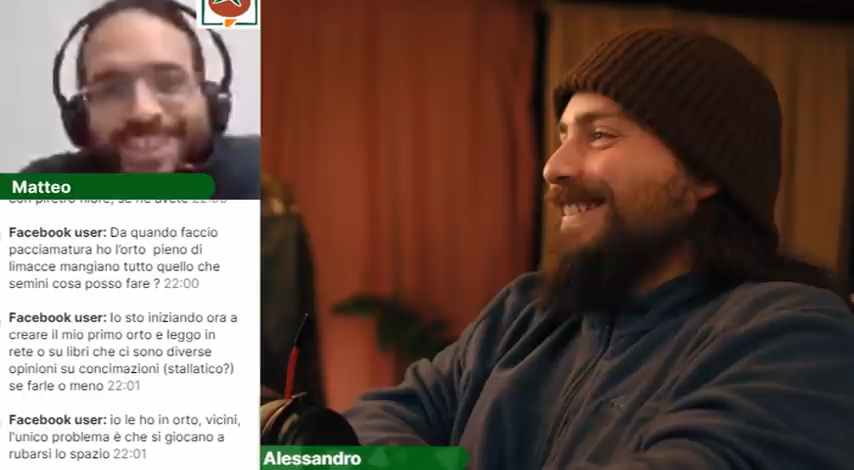 Matteo
Facebook user: Da quando faccio
pacciamatura ho l'orto pieno di
limacce mangiano tutto quello che
semini cosa posso fare ? 22:00
Facebook user: Io sto iniziando ora a
creare il mio primo orto e leggo in
rete o su libri che ci sono diverse
opinioni su concimazioni (stallatico?)
se farle o meno 22:01
Facebook user: io le ho in orto, vicini,
l'unico problema è che si giocano a
rubarsi lo spazio 22:01
Alessandro